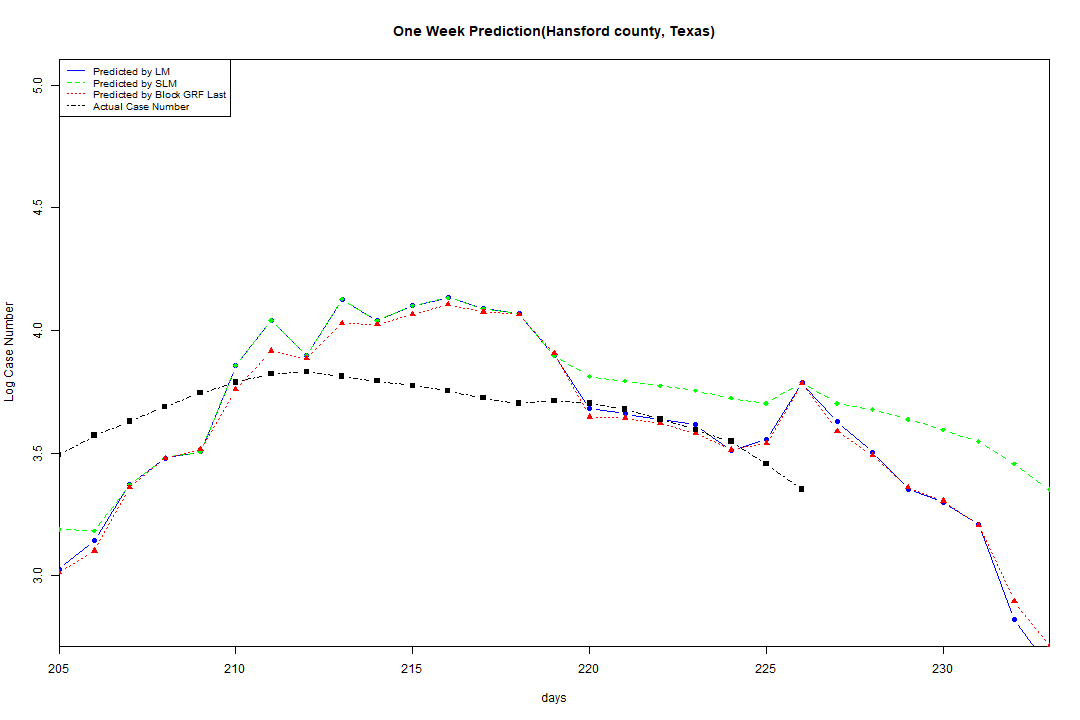 One Week Prediction(Hansford county, Texas)
Predicted by LM
Predicted by SLM
Predicted by Block GRF Last
Actual Case Number
5.0
4.5
4.0
3.5
3.0
Log Case Number
205 210 215 220 225 230
days